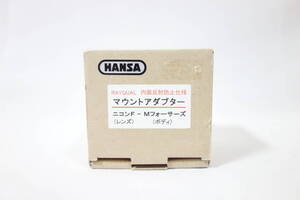 HANSA
RAYQUAL 内面反射防止仕様
マウントアダプター
ニコンF - Mフォーサーズ
(レンズ) (ボディ)